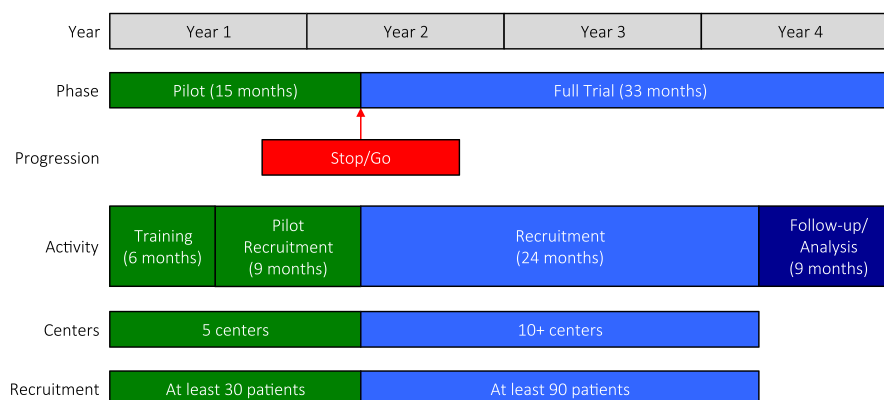 Year
Year 1
Year 2
Year 3
Year 4
Phase
Pilot (15 months)
Full Trial (33 months)
Progression
Stop/Go
Activity
Training
(6 months)
Pilot
Recruitment
(9 months)
Recruitment
(24 months)
Follow-up/
Analysis
(9 months)
Centers
5 centers
10+ centers
Recruitment
At least 30 patients
At least 90 patients